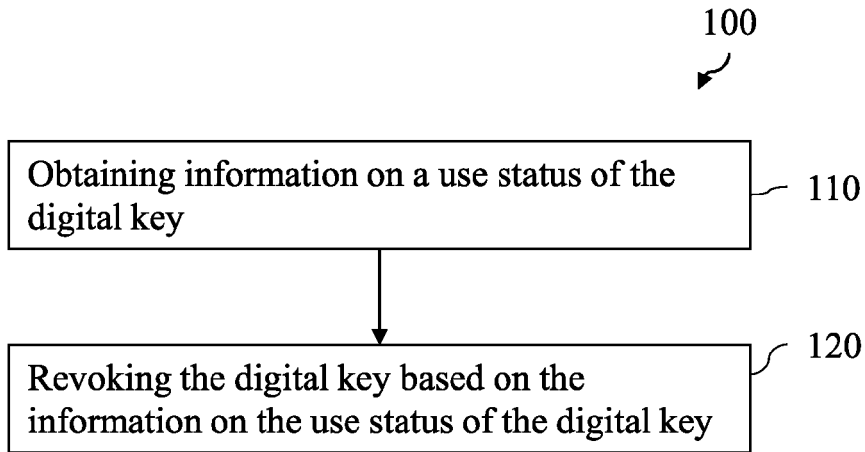 100
Obtaining information on a use status of the
digital key
110
Revoking the digital key based on the
information on the use status of the digital key
120